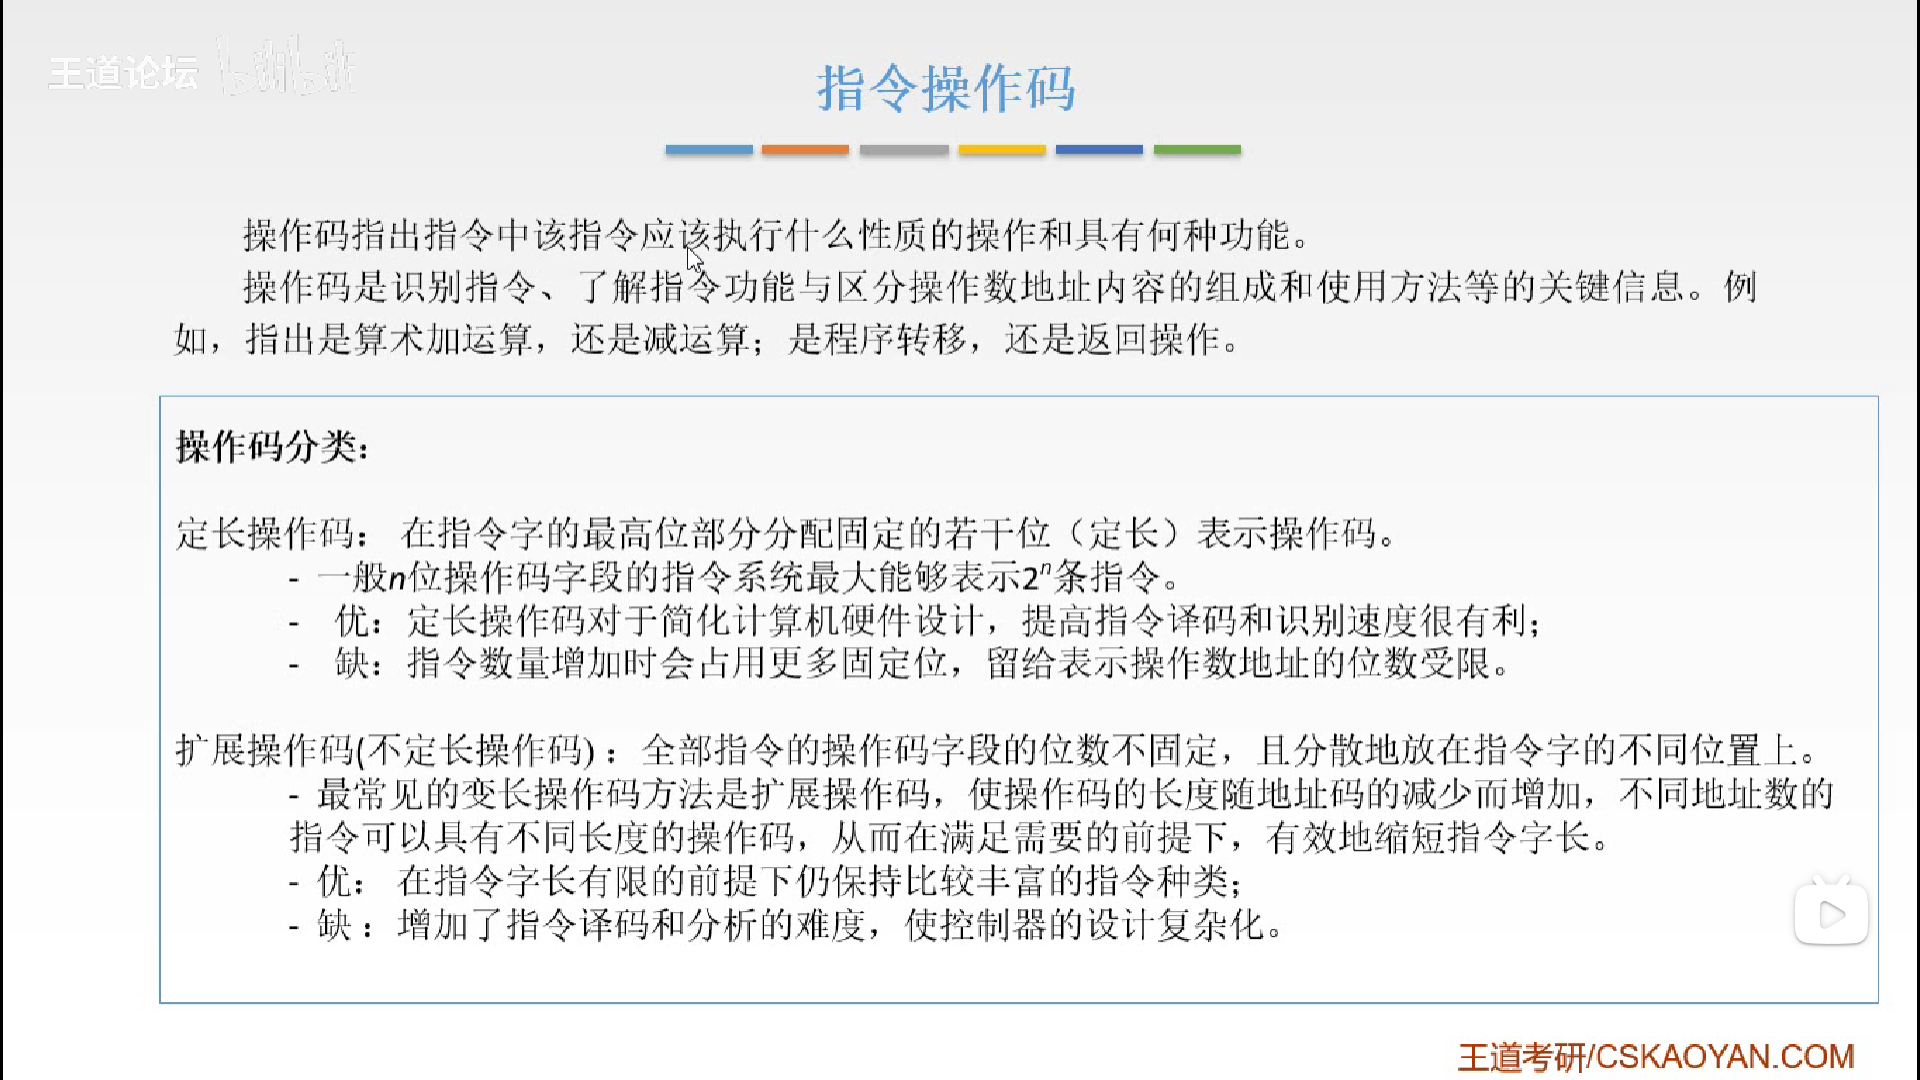 王道论坛 bilibili
指令操作码
操作码指出指令中该指令应该执行什么性质的操作和具有何种功能。
操作码是识别指令、了解指令功能与区分操作数地址内容的组成和使用方法等的关键信息。例
如，指出是算术加运算，还是减运算；是程序转移，还是返回操作。
操作码分类：
定长操作码： 在指令字的最高位部分分配固定的若干位（定长）表示操作码。
- 一般n位操作码字段的指令系统最大能够表示2ⁿ条指令。
- 优：定长操作码对于简化计算机硬件设计，提高指令译码和识别速度很有利；
- 缺：指令数量增加时会占用更多固定位，留给表示操作数地址的位数受限。
扩展操作码(不定长操作码)：全部指令的操作码字段的位数不固定，且分散地放在指令字的不同位置上。
- 最常见的变长操作码方法是扩展操作码，使操作码的长度随地址码的减少而增加，不同地址数的
指令可以具有不同长度的操作码，从而在满足需要的前提下，有效地缩短指令字长。
- 优： 在指令字长有限的前提下仍保持比较丰富的指令种类；
- 缺：增加了指令译码和分析的难度，使控制器的设计复杂化。
王道考研/CSKAOYAN.COM